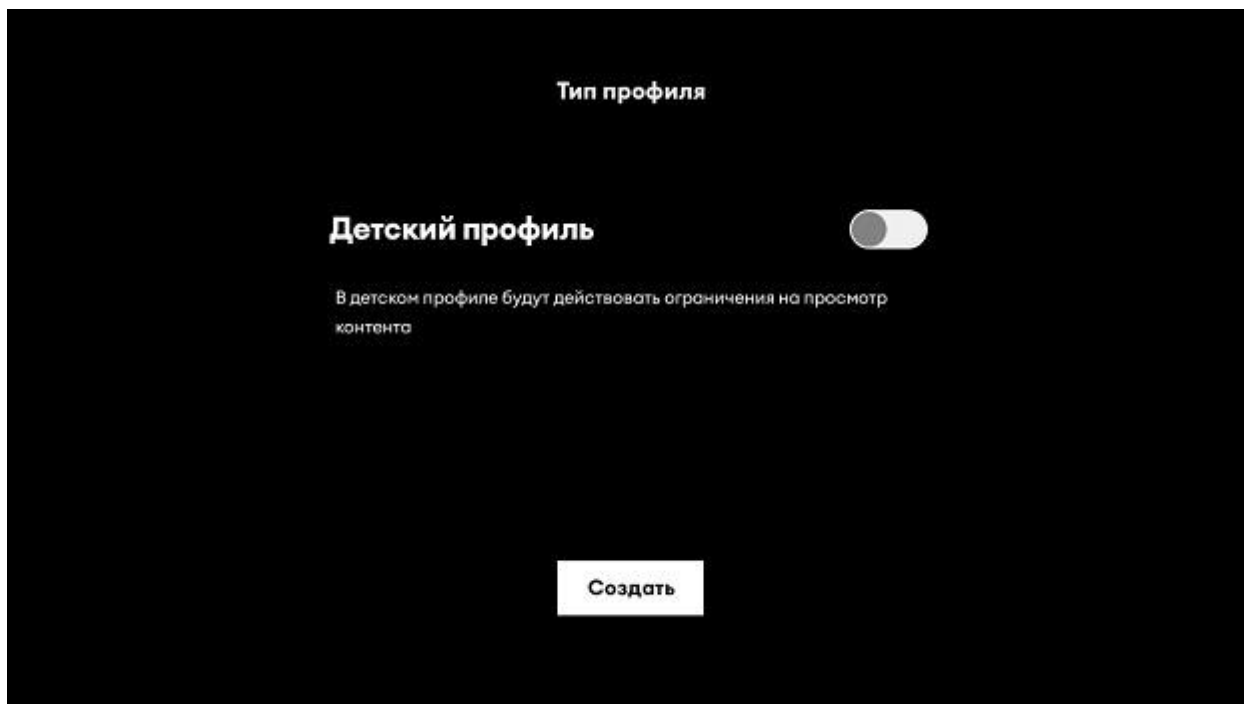 Тип профиля
Детский профиль
В детском профиле будут действовать ограничения на просмотр
контента
Создать